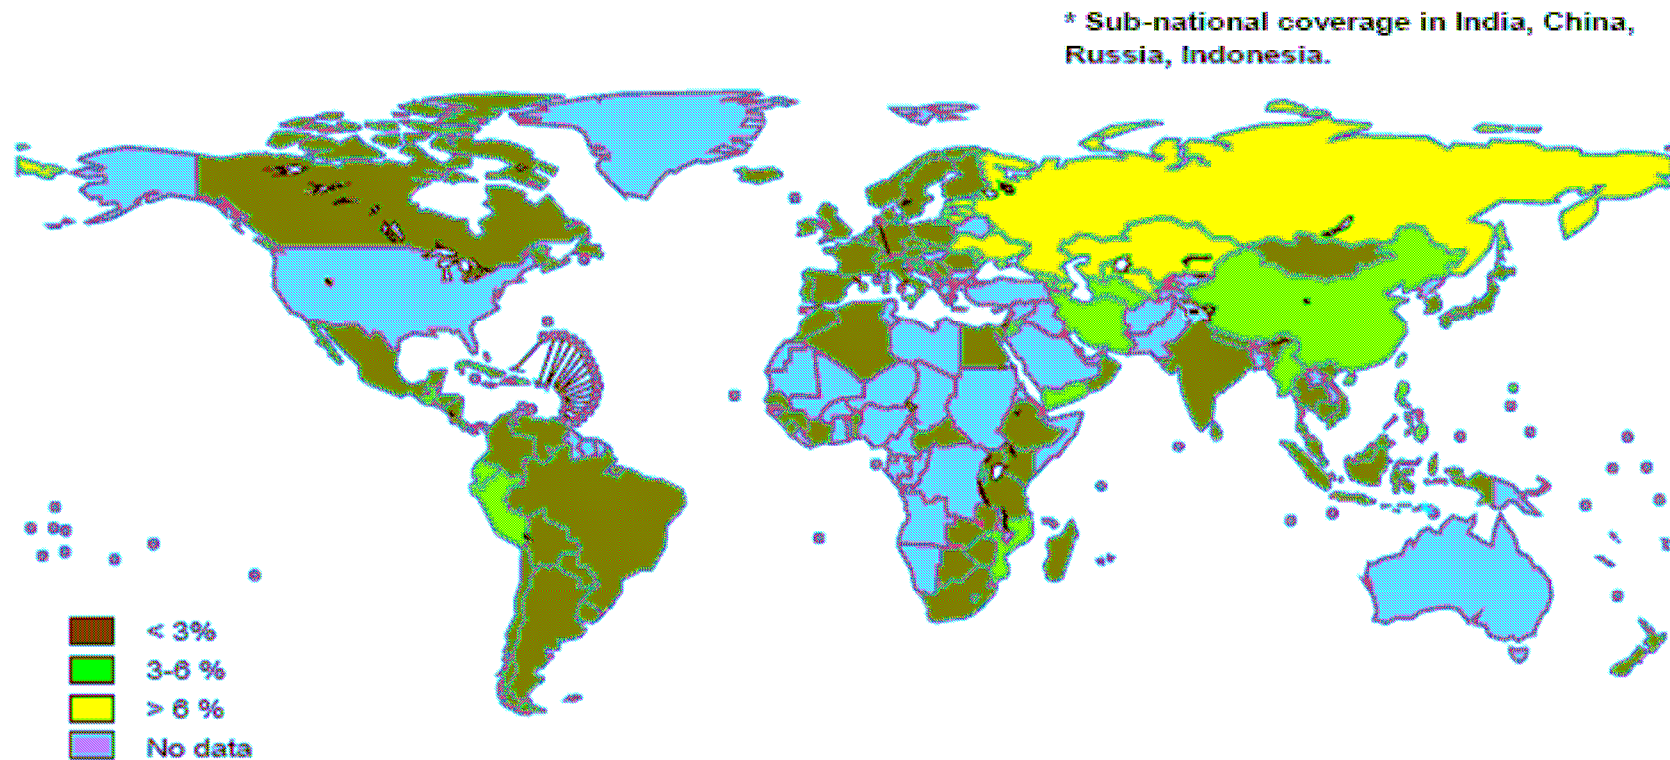 * Sub-national coverage in India, China,
Russia, Indonesia.
< 3%
3-6 %
> 6 %
No data